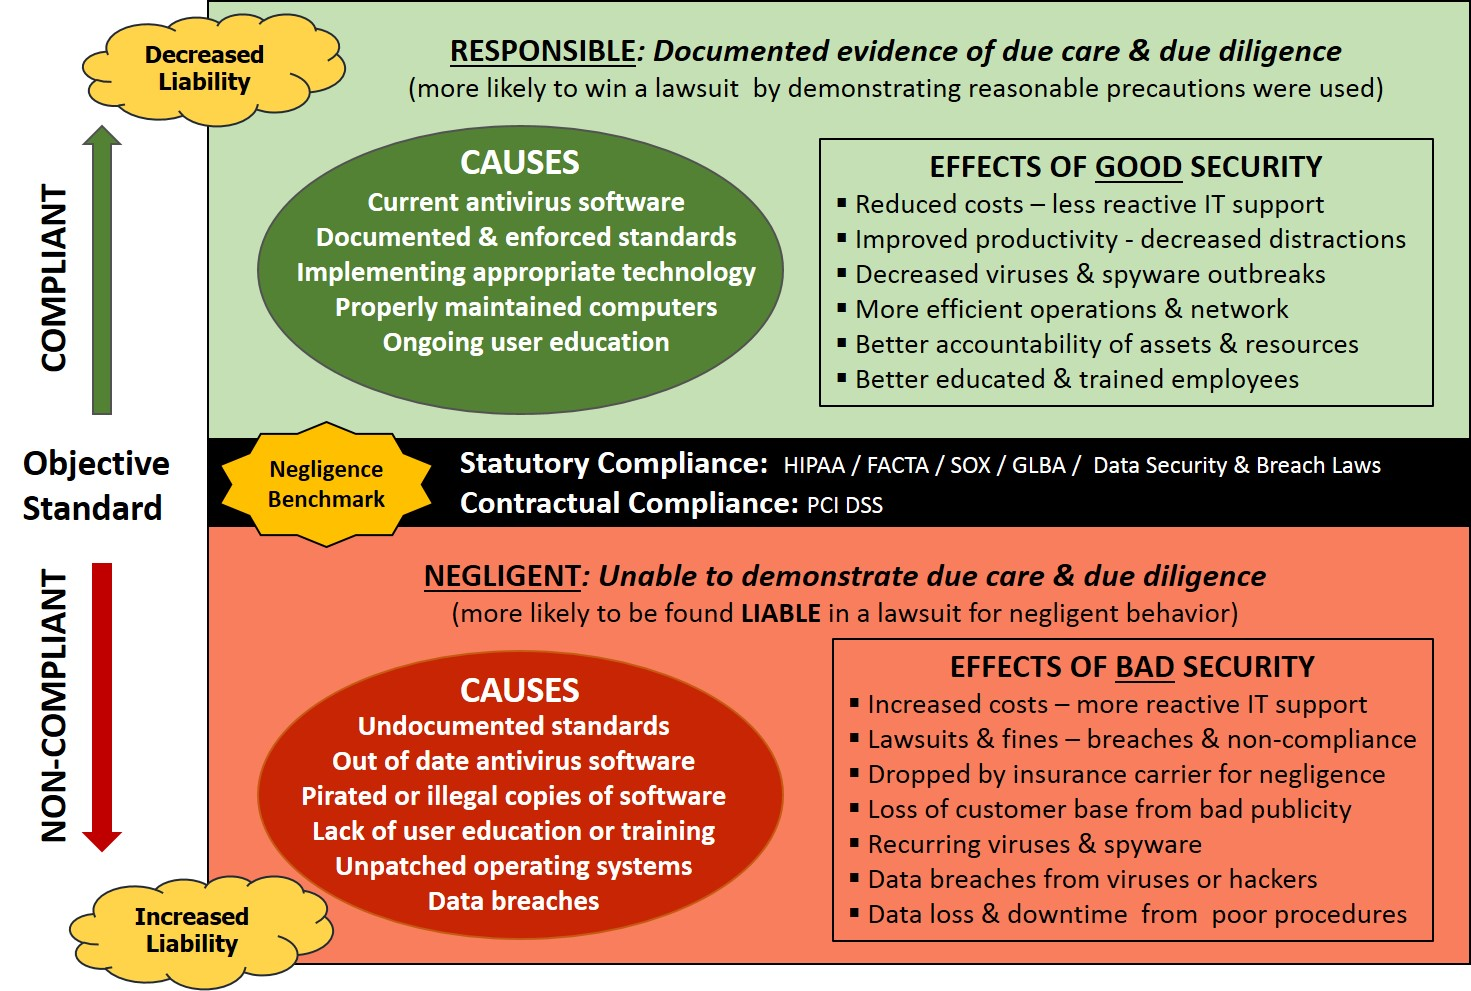 Decreased
Liability
RESPONSIBLE: Documented evidence of due care & due diligence
(more likely to win a lawsuit by demonstrating reasonable precautions were used)
COMPLIANT
CAUSES
Current antivirus software
Documented & enforced standards
Implementing appropriate technology
Properly maintained computers
Ongoing user education
EFFECTS OF GOOD SECURITY
▪ Reduced costs – less reactive IT support
▪ Improved productivity - decreased distractions
▪ Decreased viruses & spyware outbreaks
▪ More efficient operations & network
▪ Better accountability of assets & resources
▪ Better educated & trained employees
Objective
Standard
Negligence
Benchmark
Statutory Compliance: HIPAA / FACTA / SOX / GLBA / Data Security & Breach Laws
Contractual Compliance: PCI DSS
NON-COMPLIANT
NEGLIGENT: Unable to demonstrate due care & due diligence
(more likely to be found LIABLE in a lawsuit for negligent behavior)
CAUSES
Undocumented standards
Out of date antivirus software
Pirated or illegal copies of software
Lack of user education or training
Unpatched operating systems
Data breaches
EFFECTS OF BAD SECURITY
▪ Increased costs – more reactive IT support
▪ Lawsuits & fines – breaches & non-compliance
▪ Dropped by insurance carrier for negligence
▪ Loss of customer base from bad publicity
▪ Recurring viruses & spyware
▪ Data breaches from viruses or hackers
▪ Data loss & downtime from poor procedures
Increased
Liability